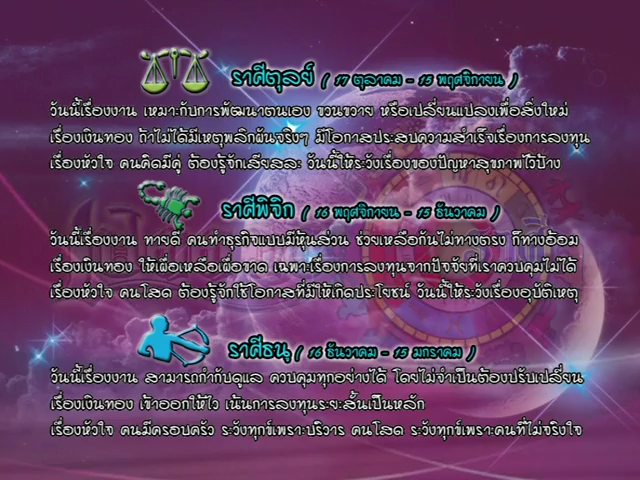 ราศีตุลย์ ( 17 ตุลาคม - 15 พฤศจิกายน )
วันนี้เรื่องงาน เหมาะกับการพัฒนาตนเอง ขวนขวาย หรือเปลี่ยนแปลงเพื่อสิ่งใหม่
เรื่องเงินทอง ถ้าไม่ได้มีเหตุพลิกผันจริงๆ มีโอกาสประสบความสำเร็จเรื่องการลงทุน
เรื่องหัวใจ คนคิดมีคู่ ต้องรู้จักเสียสละ วันนี้ให้ระวังเรื่องของปัญหาสุขภาพไว้บ้าง
ราศีพิจิก ( 16 พฤศจิกายน - 15 ธันวาคม )
วันนี้เรื่องงาน ทายดี คนทำธุรกิจแบบมีหุ้นส่วน ช่วยเหลือกันไม่ทางตรง ก็ทางอ้อม
เรื่องเงินทอง ให้เผื่อเหลือเผื่อขาด เฉพาะเรื่องการลงทุนจากปัจจัยที่เราควบคุมไม่ได้
เรื่องหัวใจ คนโสด ต้องรู้จักใช้โอกาสที่มีให้เกิดประโยชน์ วันนี้ให้ระวังเรื่องอุบัติเหตุ
ราศีธนู ( 16 ธันวาคม - 15 มกราคม )
วันนี้เรื่องงาน สามารถกำกับดูแล ควบคุมทุกอย่างได้ โดยไม่จำเป็นต้องปรับเปลี่ยน
เรื่องเงินทอง เข้าออกให้ไว เน้นการลงทุนระยะสั้นเป็นหลัก
เรื่องหัวใจ คนมีครอบครัว ระวังทุกข์เพราะบริวาร คนโสด ระวังทุกข์เพราะคนที่ไม่จริงใจ